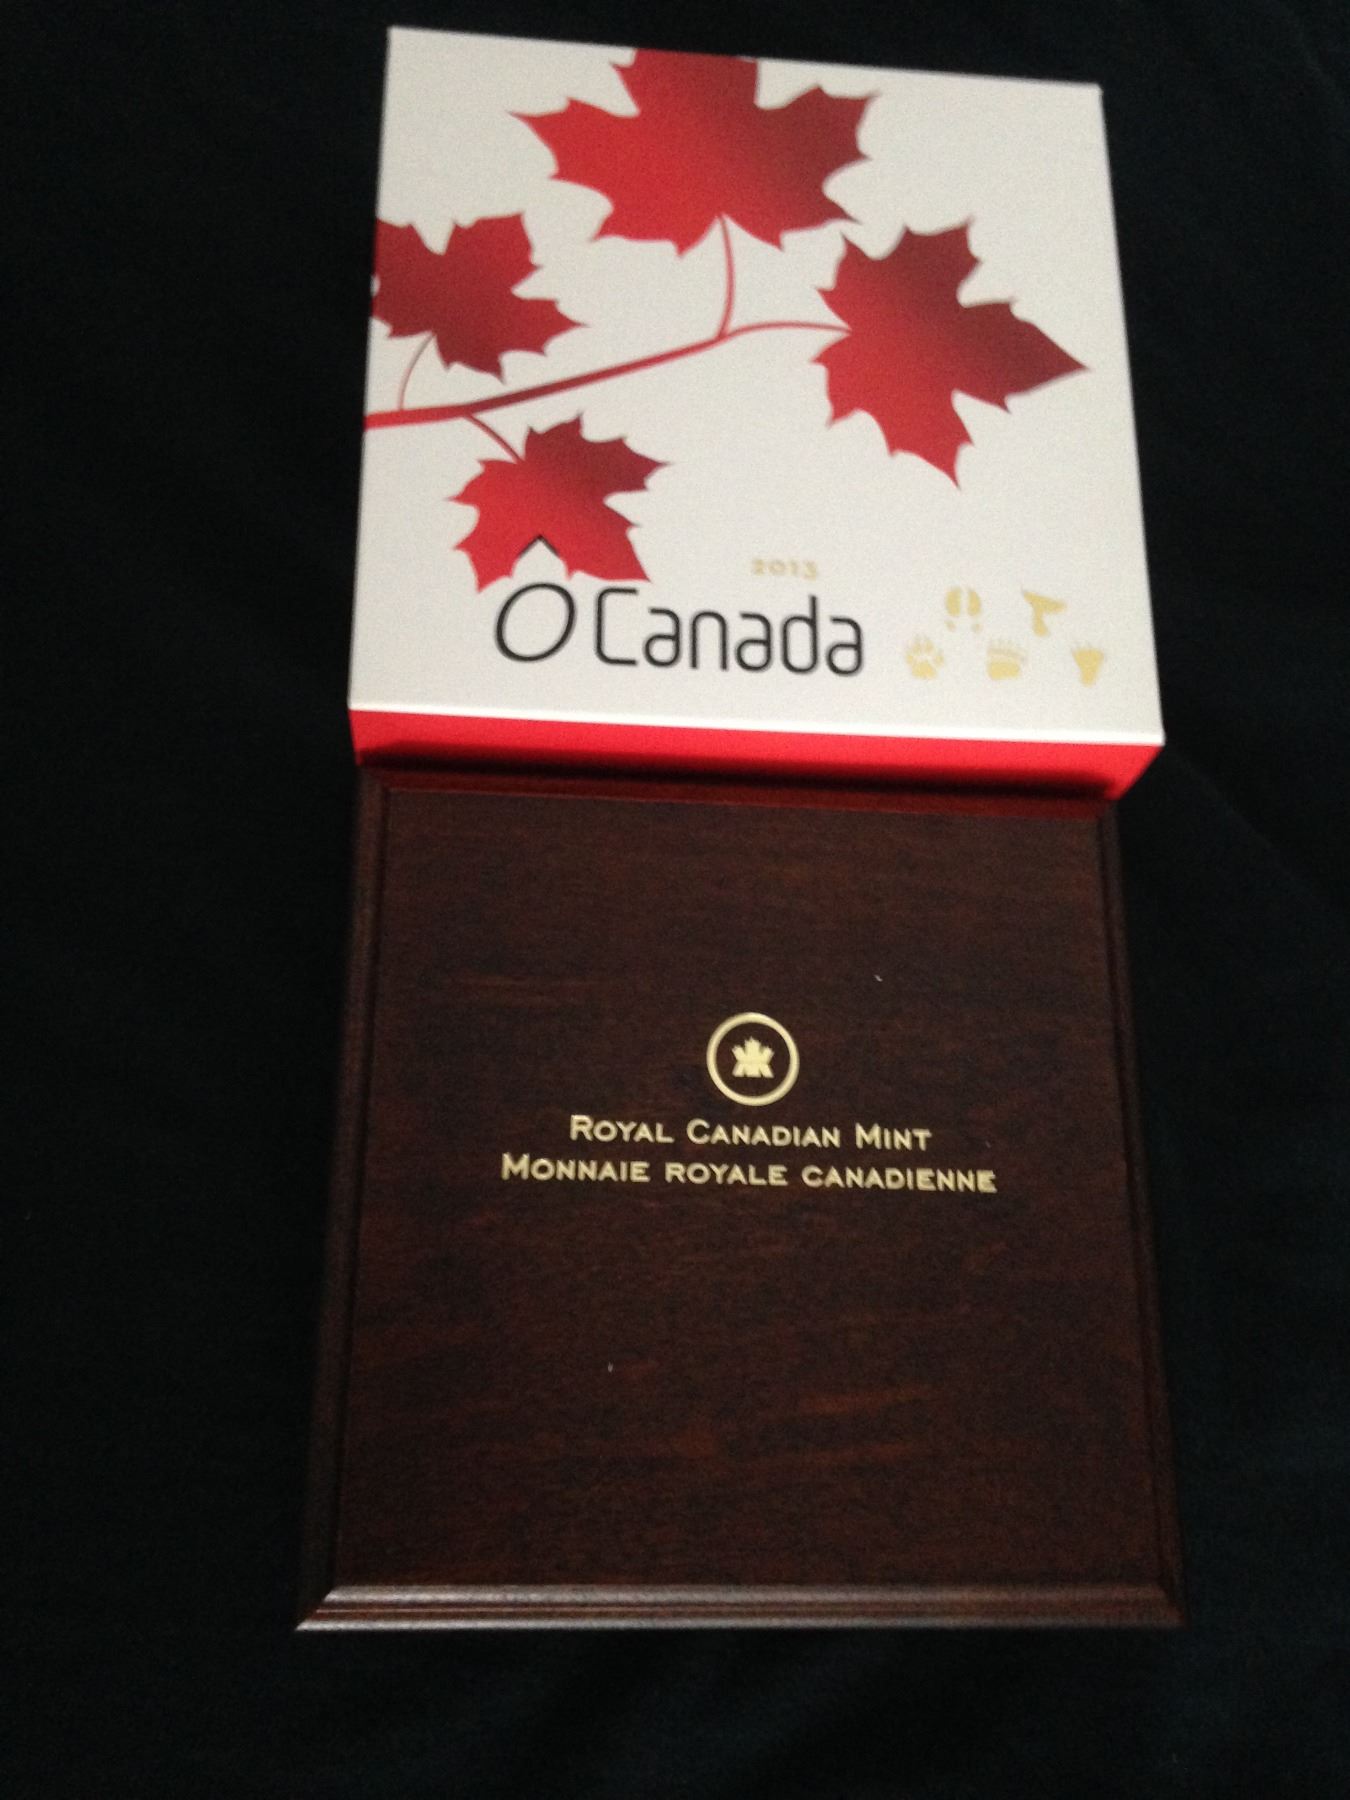 2013
O Canada
ROYAL CANADIAN MINT
MONNAIE ROYALE CANADIENNE